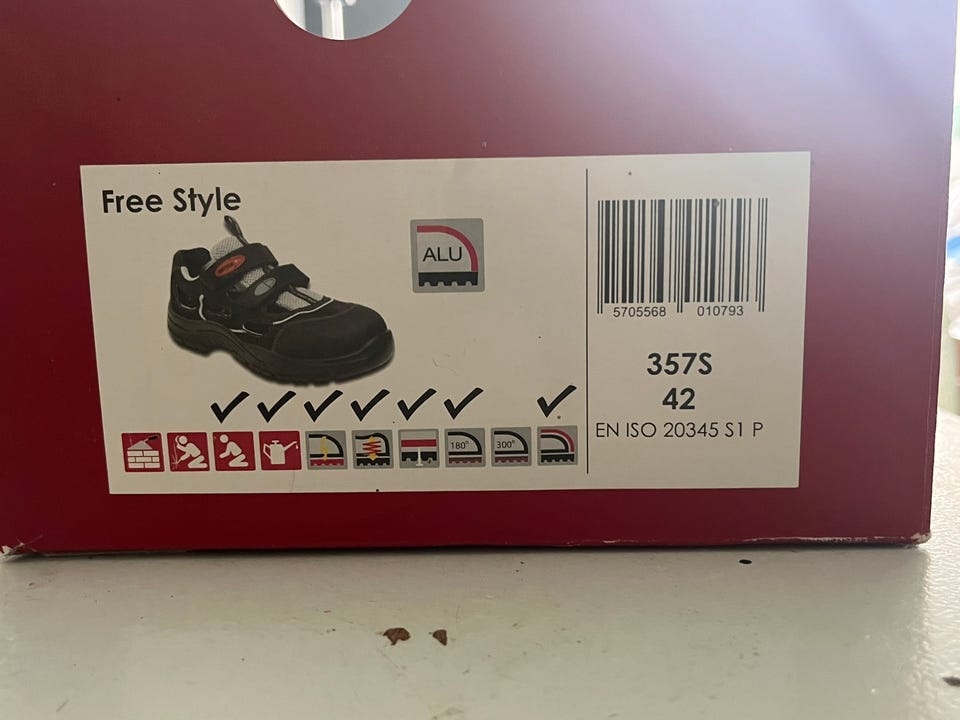 Free Style
ALU
5705568 010793
357S
42
EN ISO 20345 S1 P
180°
300°